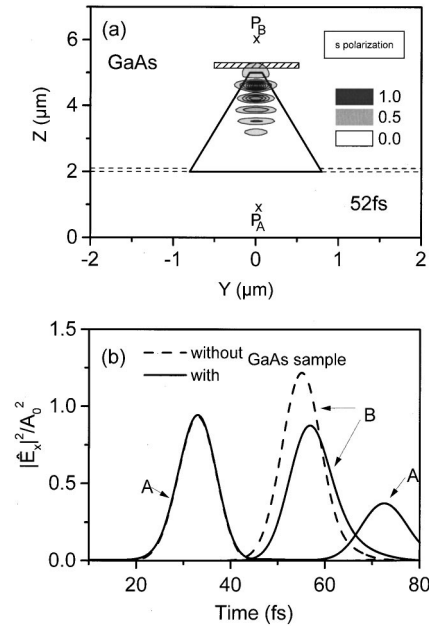 (a)
GaAs
P_B
x
s polarization
1.0
0.5
0.0
52fs
x
P_A
6
4
2
0
Z (μm)
-2
-1
0
1
2
Y (μm)
(b)
without GaAs sample
with
A
B
A
1.5
1.0
0.5
0.0
|Ê_x|²/A_0²
20
40
60
80
Time (fs)